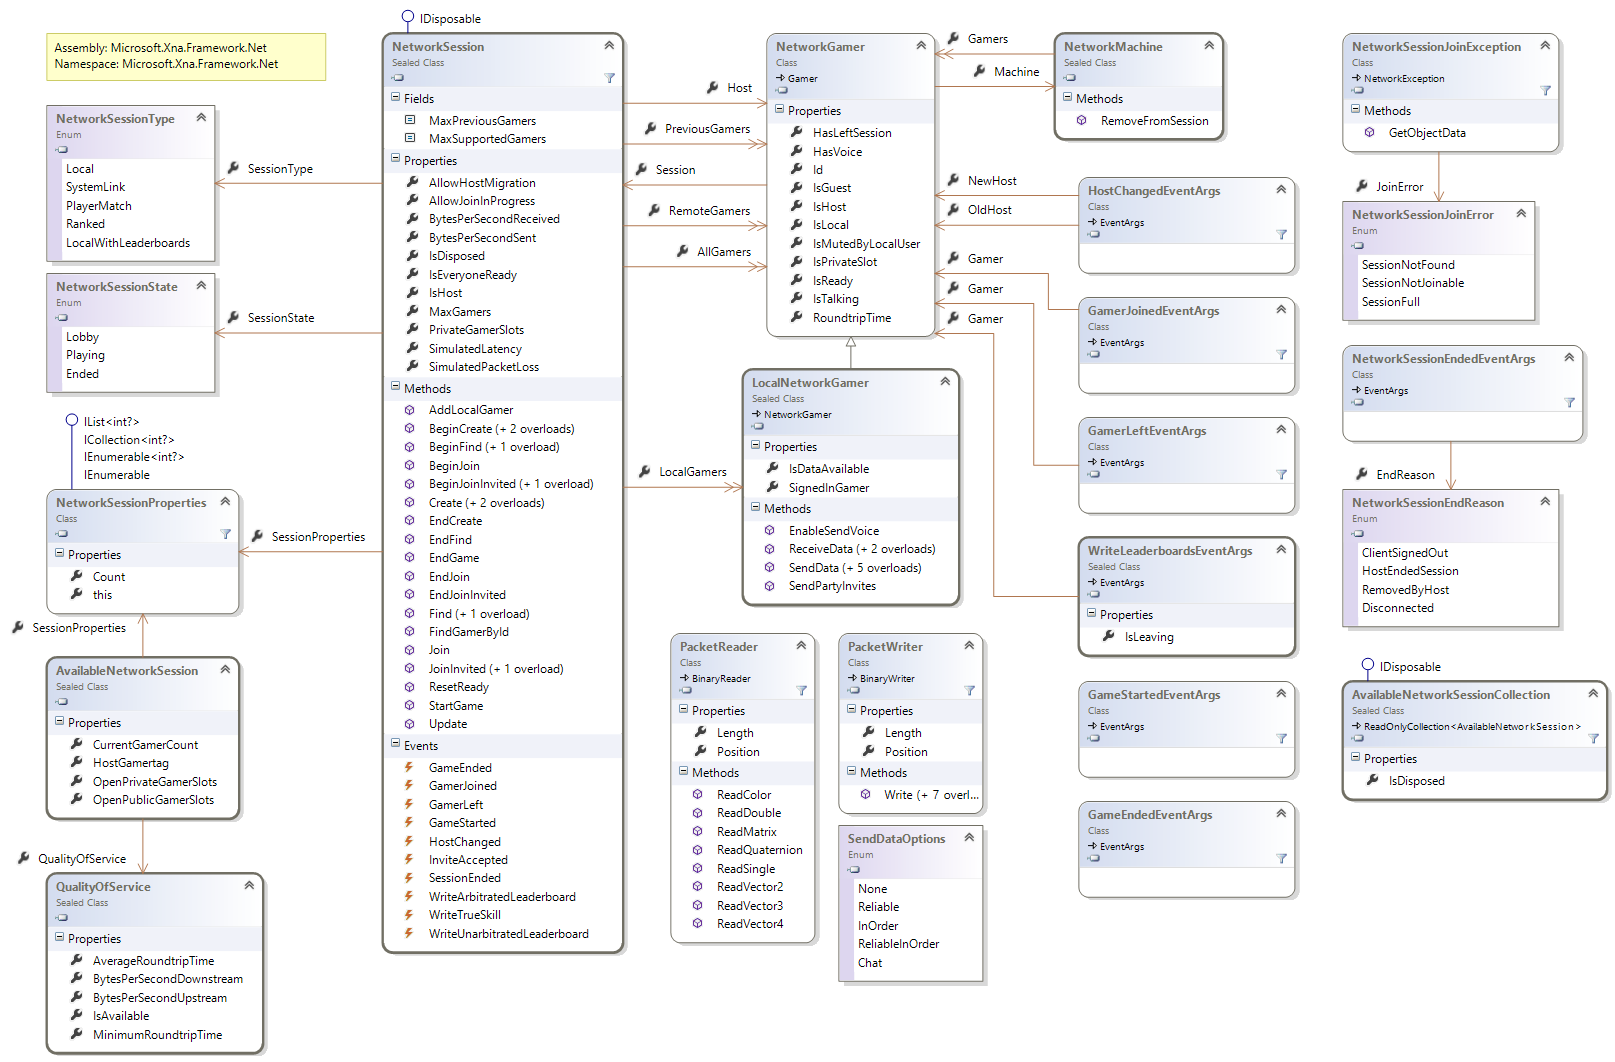 Assembly: Microsoft.Xna.Framework.Net
Namespace: Microsoft.Xna.Framework.Net
NetworkSessionType
Enum
Local
SystemLink
PlayerMatch
Ranked
LocalWithLeaderboards
SessionType
NetworkSessionState
Enum
Lobby
Playing
Ended
SessionState
IList<int?>
ICollection<int?>
IEnumerable<int?>
IEnumerable
NetworkSessionProperties
Class
Properties
Count
this
SessionProperties
SessionProperties
AvailableNetworkSession
Sealed Class
Properties
CurrentGamerCount
HostGamertag
OpenPrivateGamerSlots
OpenPublicGamerSlots
QualityOfService
QualityOfService
Sealed Class
Properties
AverageRoundtripTime
BytesPerSecondDownstream
BytesPerSecondUpstream
IsAvailable
MinimumRoundtripTime
IDisposable
NetworkSession
Sealed Class
Fields
MaxPreviousGamers
MaxSupportedGamers
Properties
AllowHostMigration
AllowJoinInProgress
BytesPerSecondReceived
BytesPerSecondSent
IsDisposed
IsEveryoneReady
IsHost
MaxGamers
PrivateGamerSlots
SimulatedLatency
SimulatedPacketLoss
Methods
AddLocalGamer
BeginCreate (+ 2 overloads)
BeginFind (+ 1 overload)
BeginJoin
BeginJoinInvited (+ 1 overload)
Create (+ 2 overloads)
EndCreate
EndFind
EndGame
EndJoin
EndJoinInvited
Find (+ 1 overload)
FindGamerById
Join
JoinInvited (+ 1 overload)
ResetReady
StartGame
Update
Events
GameEnded
GamerJoined
GamerLeft
GameStarted
HostChanged
InviteAccepted
SessionEnded
WriteArbitratedLeaderboard
WriteTrueSkill
WriteUnarbitratedLeaderboard
Host
PreviousGamers
Session
RemoteGamers
AllGamers
LocalGamers
NetworkGamer
Class
Gamer
Properties
HasLeftSession
HasVoice
Id
IsGuest
IsHost
IsLocal
IsMutedByLocalUser
IsPrivateSlot
IsReady
IsTalking
RoundtripTime
LocalNetworkGamer
Sealed Class
NetworkGamer
Properties
IsDataAvailable
SignedInGamer
Methods
EnableSendVoice
ReceiveData (+ 2 overloads)
SendData (+ 5 overloads)
SendPartyInvites
PacketReader
Class
BinaryReader
Properties
Length
Position
Methods
ReadColor
ReadDouble
ReadMatrix
ReadQuaternion
ReadSingle
ReadVector2
ReadVector3
ReadVector4
PacketWriter
Class
BinaryWriter
Properties
Length
Position
Methods
Write (+ 7 overl...
SendDataOptions
Enum
None
Reliable
InOrder
ReliableInOrder
Chat
Gamers
Machine
NewHost
OldHost
Gamer
Gamer
Gamer
NetworkMachine
Sealed Class
Methods
RemoveFromSession
HostChangedEventArgs
Class
EventArgs
GamerJoinedEventArgs
Class
EventArgs
GamerLeftEventArgs
Class
EventArgs
WriteLeaderboardsEventArgs
Sealed Class
EventArgs
Properties
IsLeaving
GameStartedEventArgs
Class
EventArgs
GameEndedEventArgs
Class
EventArgs
NetworkSessionJoinException
Class
NetworkException
Methods
GetObjectData
JoinError
NetworkSessionJoinError
Enum
SessionNotFound
SessionNotJoinable
SessionFull
NetworkSessionEndedEventArgs
Class
EventArgs
EndReason
NetworkSessionEndReason
Enum
ClientSignedOut
HostEndedSession
RemovedByHost
Disconnected
IDisposable
AvailableNetworkSessionCollection
Sealed Class
ReadOnlyCollection<AvailableNetworkSession>
Properties
IsDisposed